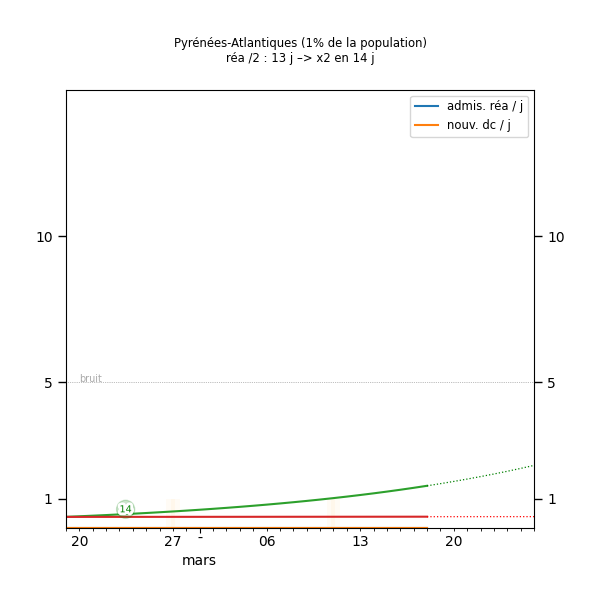 Pyrénées-Atlantiques (1% de la population)
réa /2 : 13 j –> x2 en 14 j
admis. réa / j
nouv. dc / j
10 10
bruit
5 5
14
1 1
20 27 - 06 13 20
mars